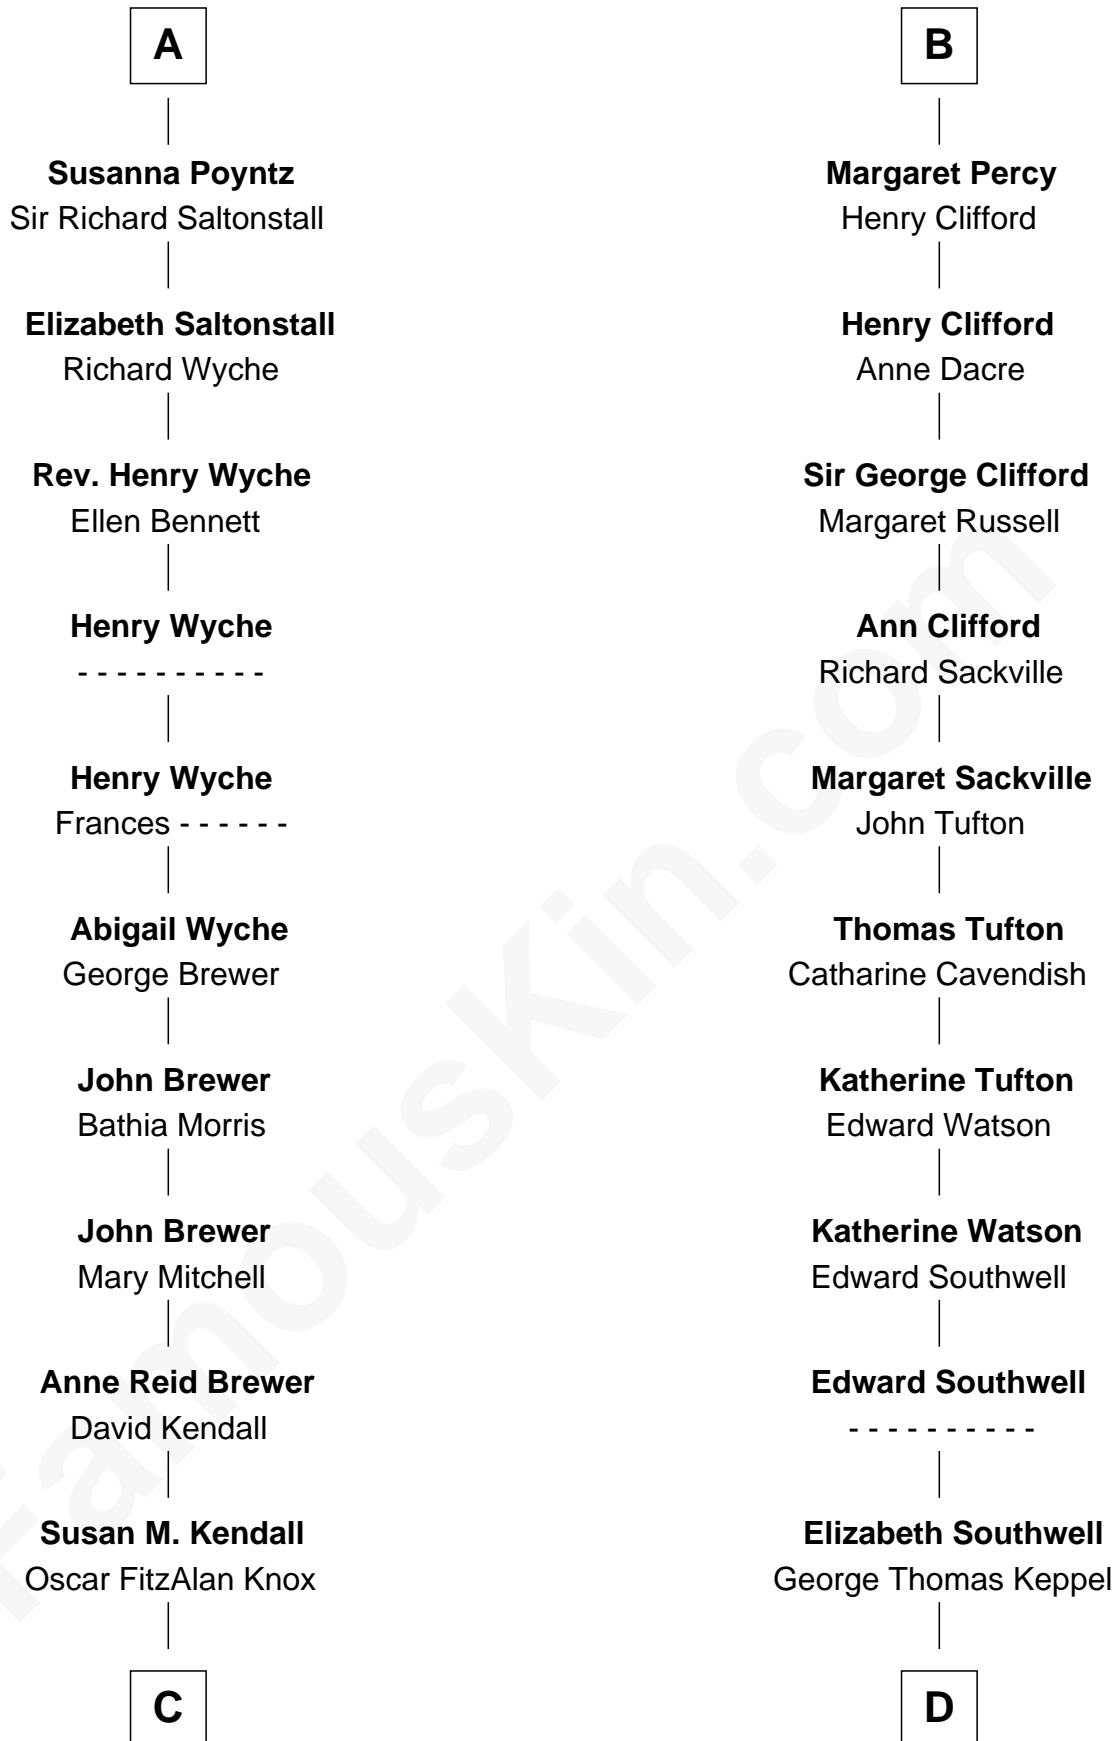 A
Susanna Poyntz
Sir Richard Saltonstall
Elizabeth Saltonstall
Richard Wyche
Rev. Henry Wyche
Ellen Bennett
Henry Wyche
- - - - - - - - - -
Henry Wyche
Frances - - - - - -
Abigail Wyche
George Brewer
John Brewer
Bathia Morris
John Brewer
Mary Mitchell
Anne Reid Brewer
David Kendall
Susan M. Kendall
Oscar FitzAlan Knox
C
B
Margaret Percy
Henry Clifford
Henry Clifford
Anne Dacre
Sir George Clifford
Margaret Russell
Ann Clifford
Richard Sackville
Margaret Sackville
John Tufton
Thomas Tufton
Catharine Cavendish
Katherine Tufton
Edward Watson
Katherine Watson
Edward Southwell
Edward Southwell
- - - - - - - - - -
Elizabeth Southwell
George Thomas Keppel
D
FamousKin.com